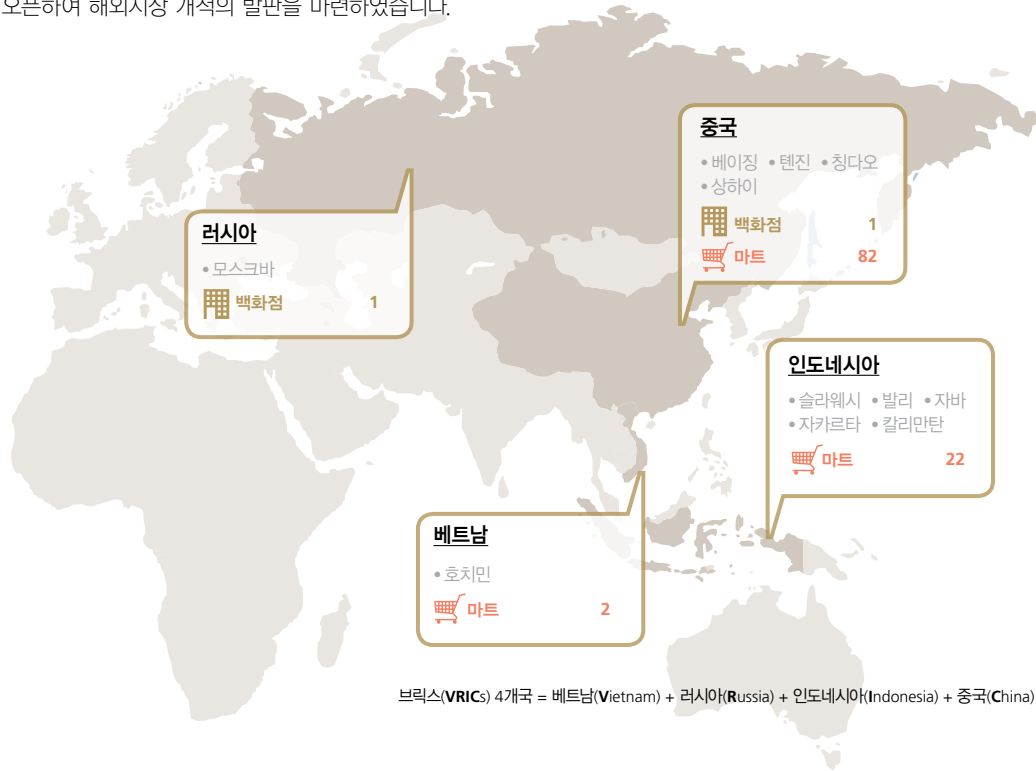 오픈하여 해외시장 개척의 발판을 마련하였습니다.
중국
• 베이징 • 톈진 • 칭다오
• 상하이
백화점 1
마트 82
러시아
• 모스크바
백화점 1
인도네시아
• 슬라웨시 • 발리 • 자바
• 자카르타 • 칼리만탄
마트 22
베트남
• 호치민
마트 2
브릭스(VRICs) 4개국 = 베트남(Vietnam) + 러시아(Russia) + 인도네시아(Indonesia) + 중국(China)